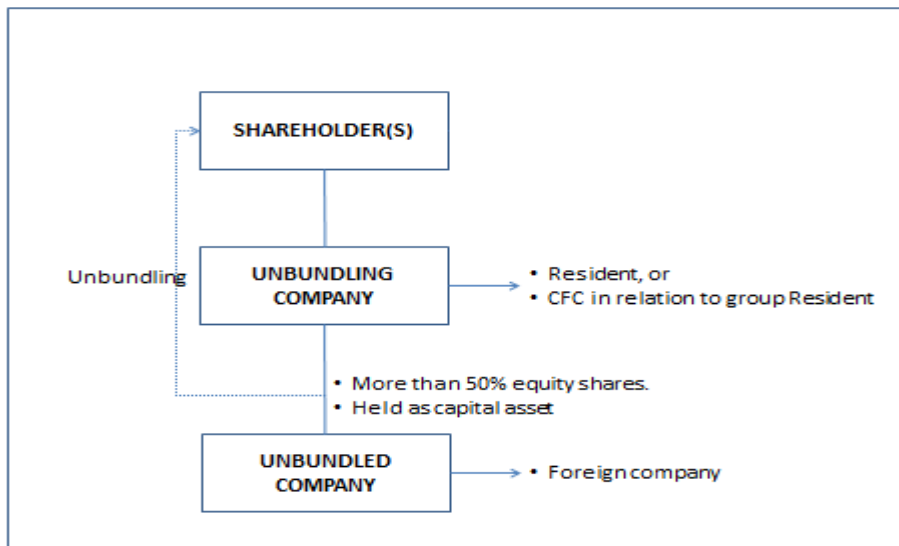 SHAREHOLDER(S)
Unbundling
UNBUNDLING
COMPANY
• Resident, or
• CFC in relation to group Resident
• More than 50% equity shares.
• Held as capital asset
UNBUNDLED
COMPANY
• Foreign company